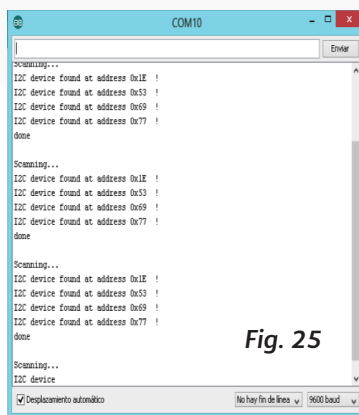 COM10
Enviar
Scanning...
I2C device found at address 0x1E !
I2C device found at address 0x53 !
I2C device found at address 0x69 !
I2C device found at address 0x77 !
done
Scanning...
I2C device found at address 0x1E !
I2C device found at address 0x53 !
I2C device found at address 0x69 !
I2C device found at address 0x77 !
done
Scanning...
I2C device found at address 0x1E !
I2C device found at address 0x53 !
I2C device found at address 0x69 !
I2C device found at address 0x77 !
done
Fig. 25
Scanning...
I2C device
Desplazamiento automático No hay fin de línea 9600 baud